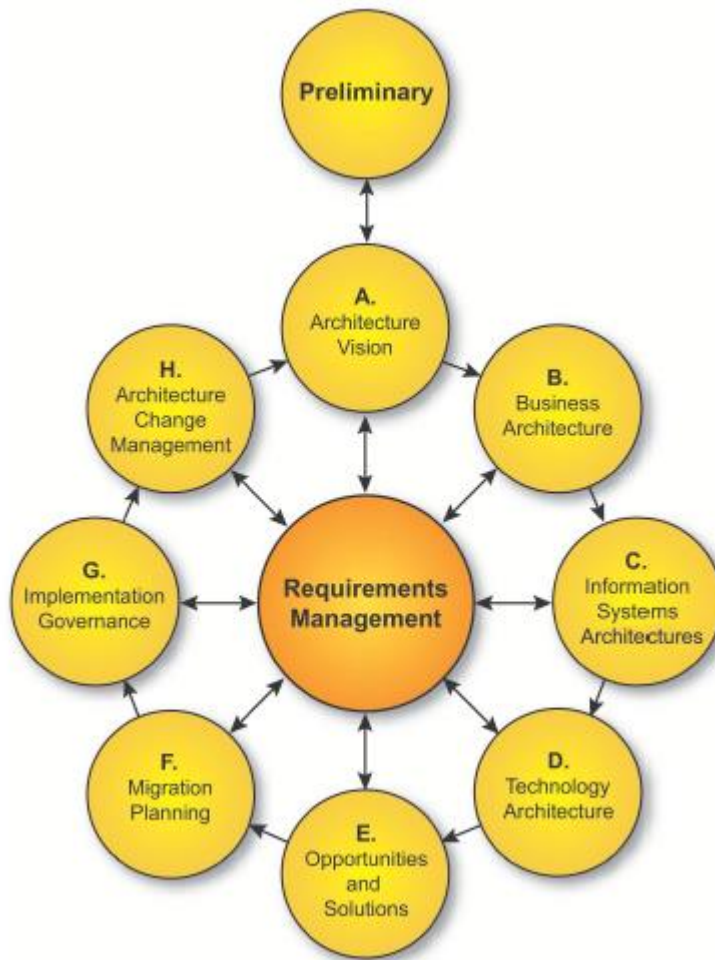 Preliminary
A.
Architecture
Vision
B.
Business
Architecture
C.
Information
Systems
Architectures
D.
Technology
Architecture
E.
Opportunities
and
Solutions
F.
Migration
Planning
G.
Implementation
Governance
H.
Architecture
Change
Management
Requirements
Management